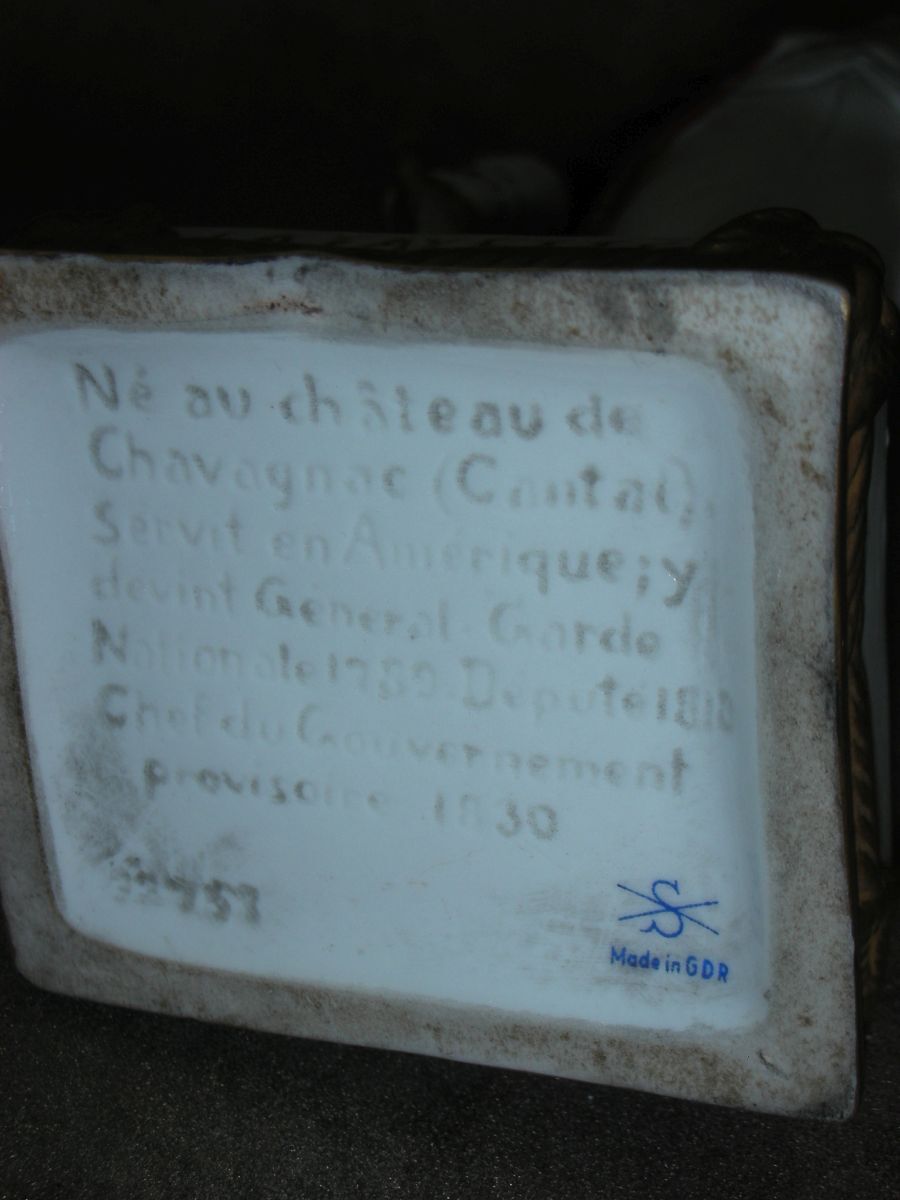 Né au château de
Chavagnac (Cantal).
Servit en Amérique; y
devint Général. Garde
Nationale 1789. Député 1818
Chef du Gouvernement
provisoire 1830
Made in GDR